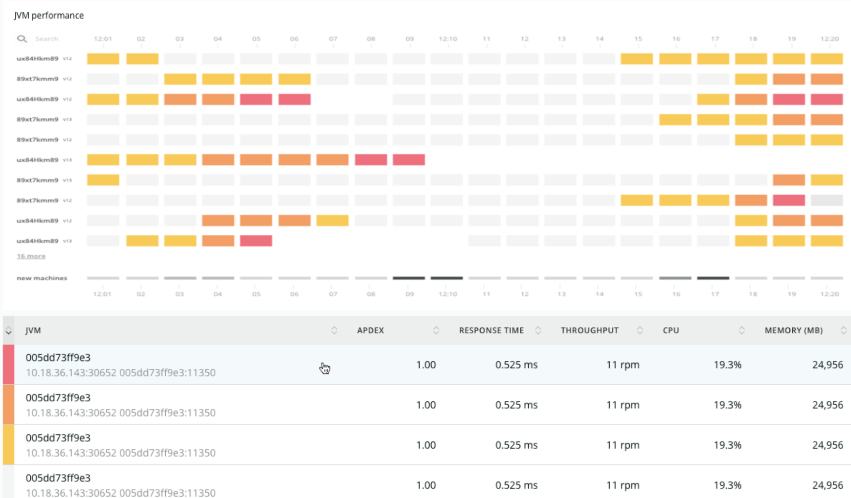 JVM performance
Search 12:01 02 03 04 05 06 07 08 09 12:10 11 12 13 14 15 16 17 18 19 12:20
ux84Hkm89 v12
89xt7kmm9 v12
ux84Hkm89 v12
89xt7kmm9 v13
89xt7kmm9 v12
ux84Hkm89 v13
89xt7kmm9 v13
89xt7kmm9 v12
ux84Hkm89 v12
ux84Hkm89 v13
16 more
new machines
12:01 02 03 04 05 06 07 08 09 12:10 11 12 13 14 15 16 17 18 19 12:20
JVM APDEX RESPONSE TIME THROUGHPUT CPU MEMORY (MB)
005dd73ff9e3
10.18.36.143:30652 005dd73ff9e3:11350 1.00 0.525 ms 11 rpm 19.3% 24,956
005dd73ff9e3
10.18.36.143:30652 005dd73ff9e3:11350 1.00 0.525 ms 11 rpm 19.3% 24,956
005dd73ff9e3
10.18.36.143:30652 005dd73ff9e3:11350 1.00 0.525 ms 11 rpm 19.3% 24,956
005dd73ff9e3
10.18.36.143:30652 005dd73ff9e3:11350 1.00 0.525 ms 11 rpm 19.3% 24,956